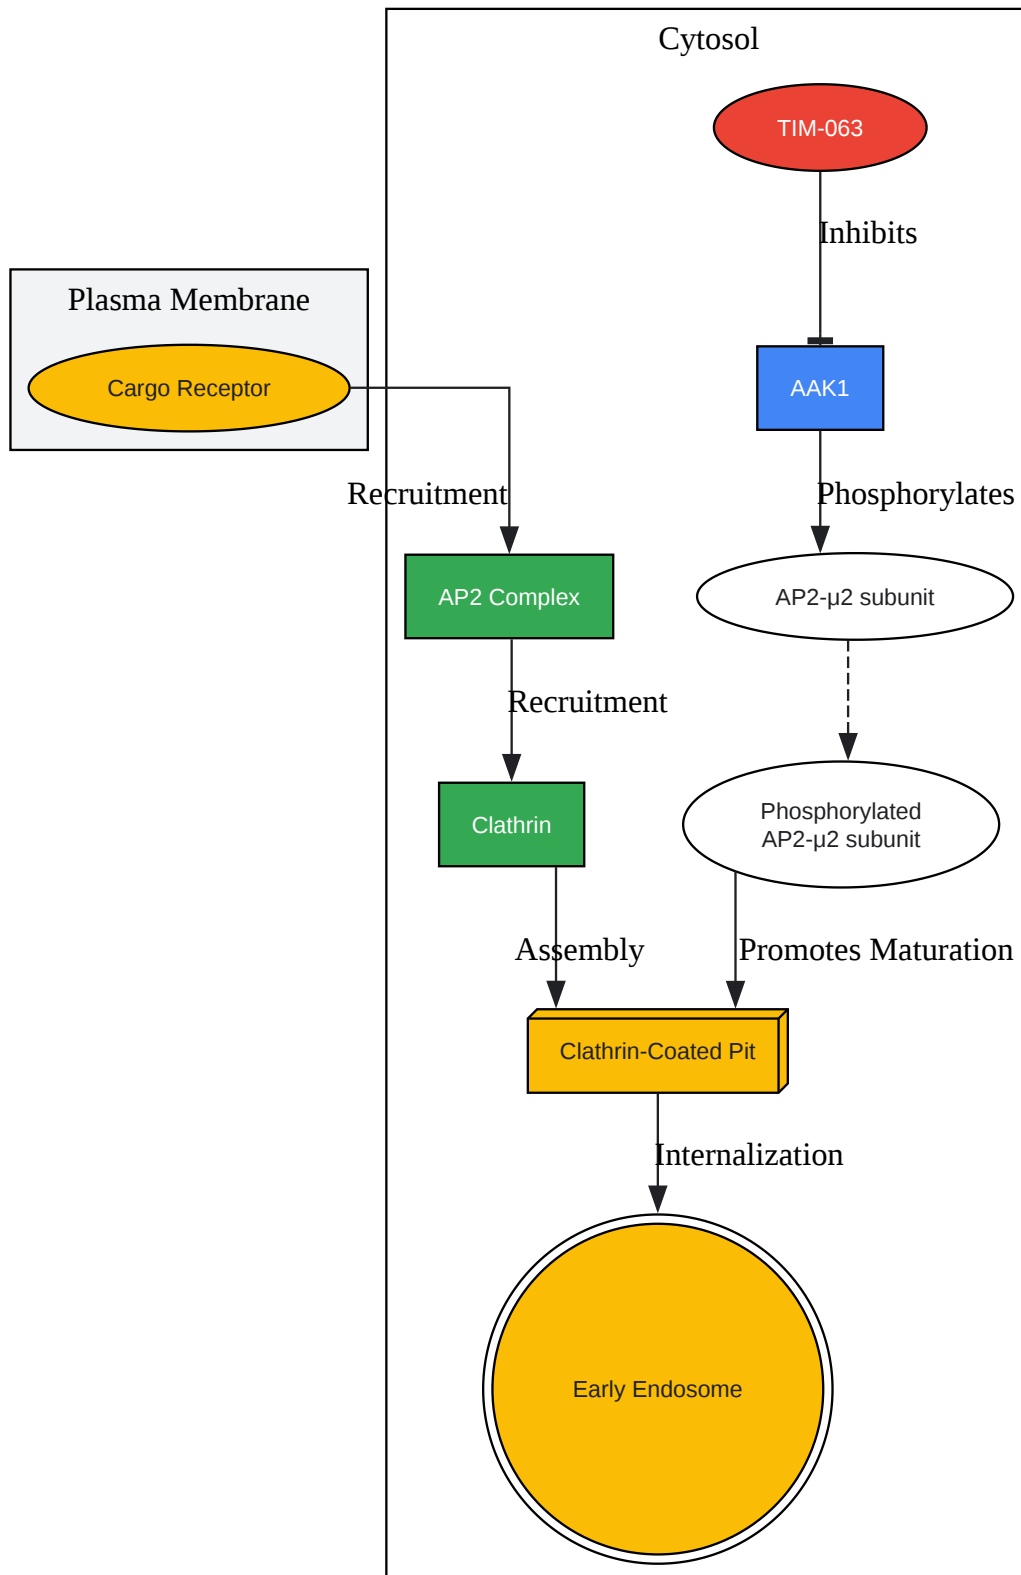 Cytosol
TIM-063
Inhibits
Plasma Membrane
Cargo Receptor
AAK1
Recruitment
Phosphorylates
AP2 Complex
AP2-μ2 subunit
Recruitment
Clathrin
Phosphorylated
AP2-μ2 subunit
Assembly
Promotes Maturation
Clathrin-Coated Pit
Internalization
Early Endosome